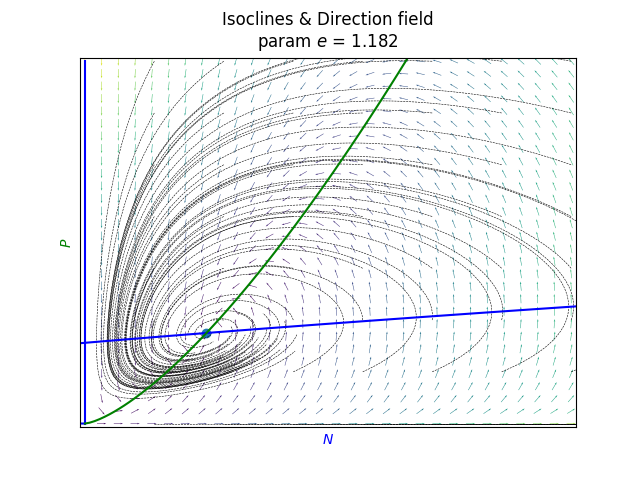 Isoclines & Direction field
param e = 1.182
P
N